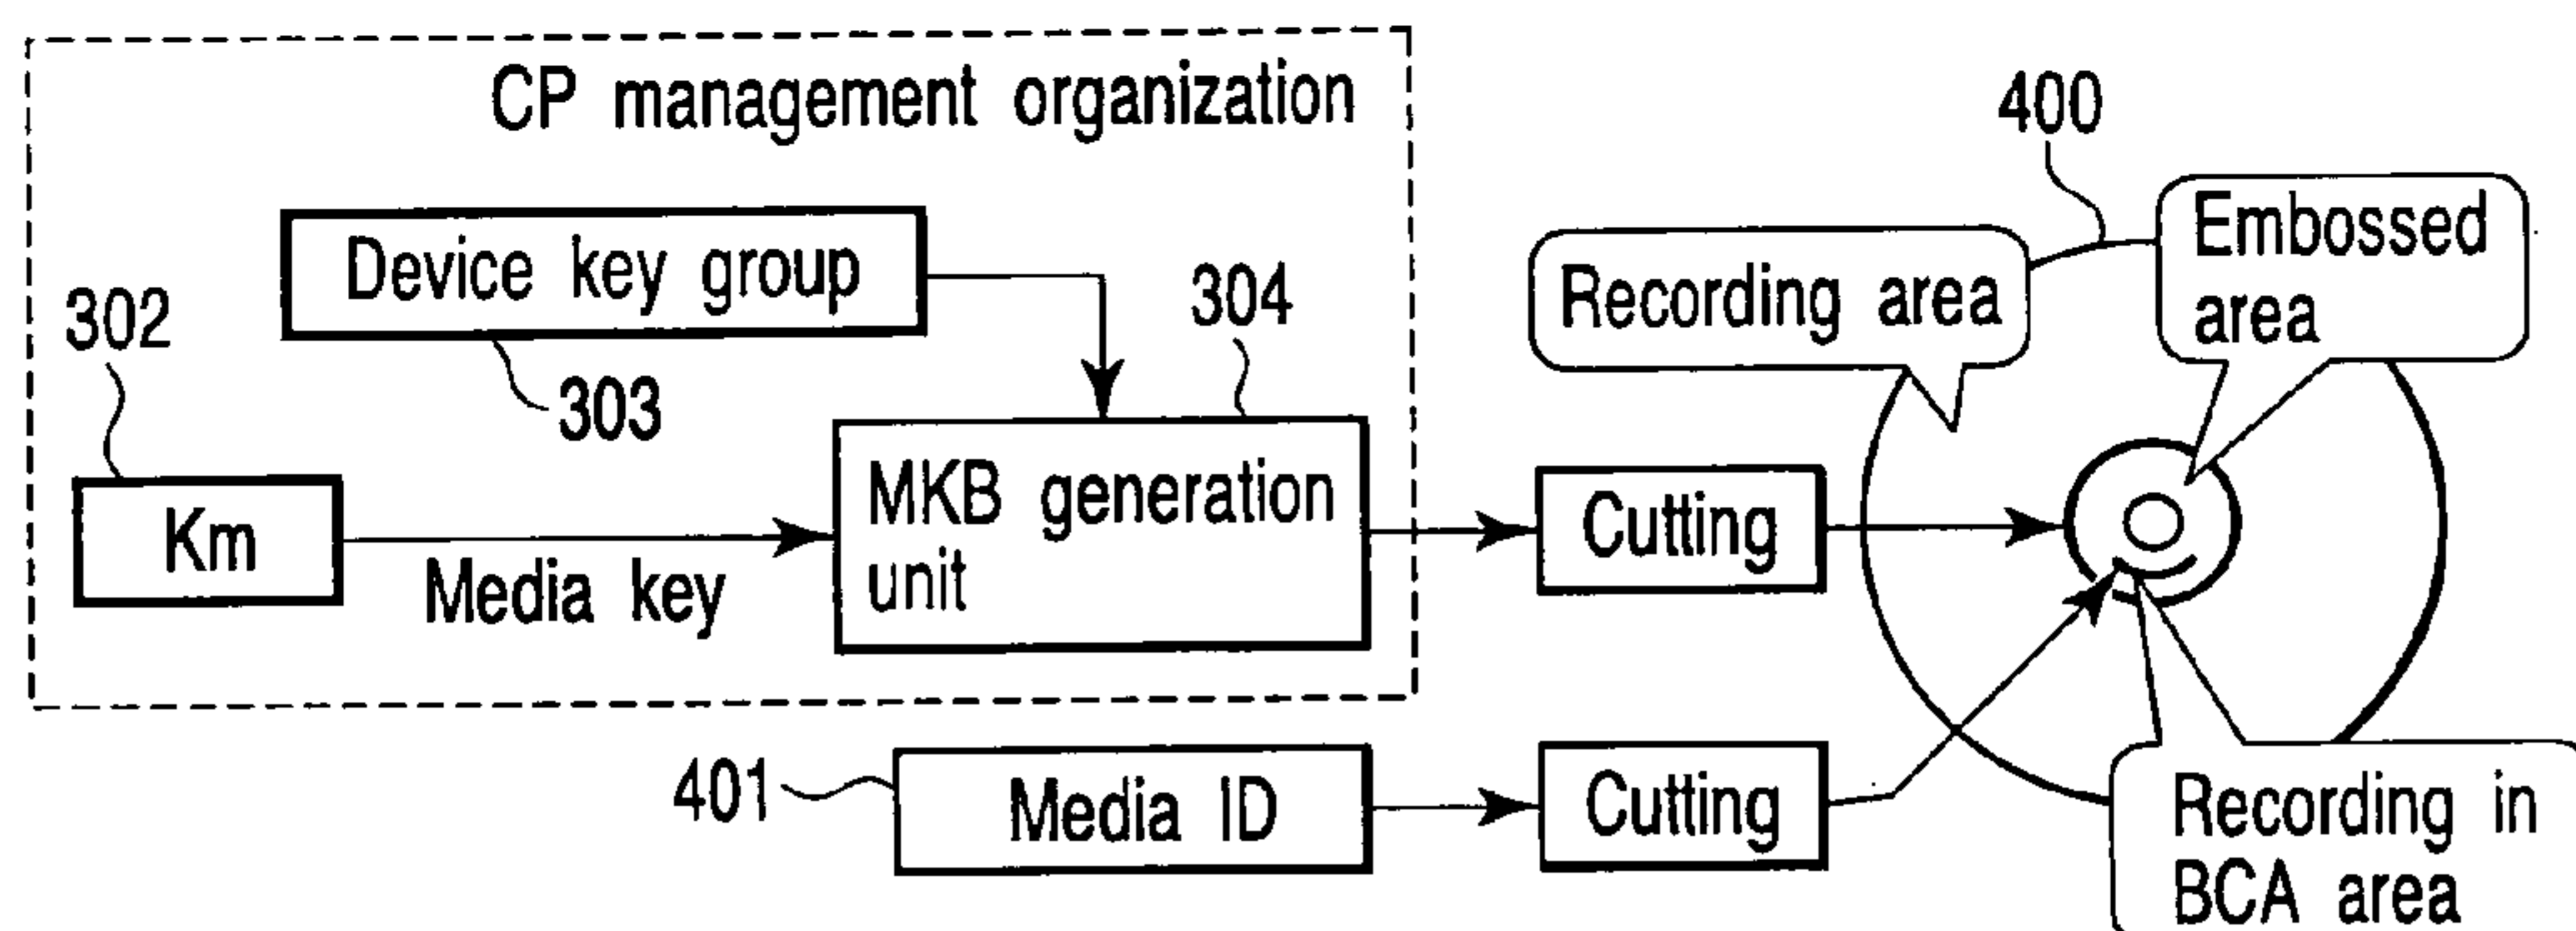 CP management organization
400
Embossed
area
Recording area
Device key group
304
302
303
Km
Media key
MKB generation
unit
Cutting
401
Media ID
Cutting
Recording in
BCA area